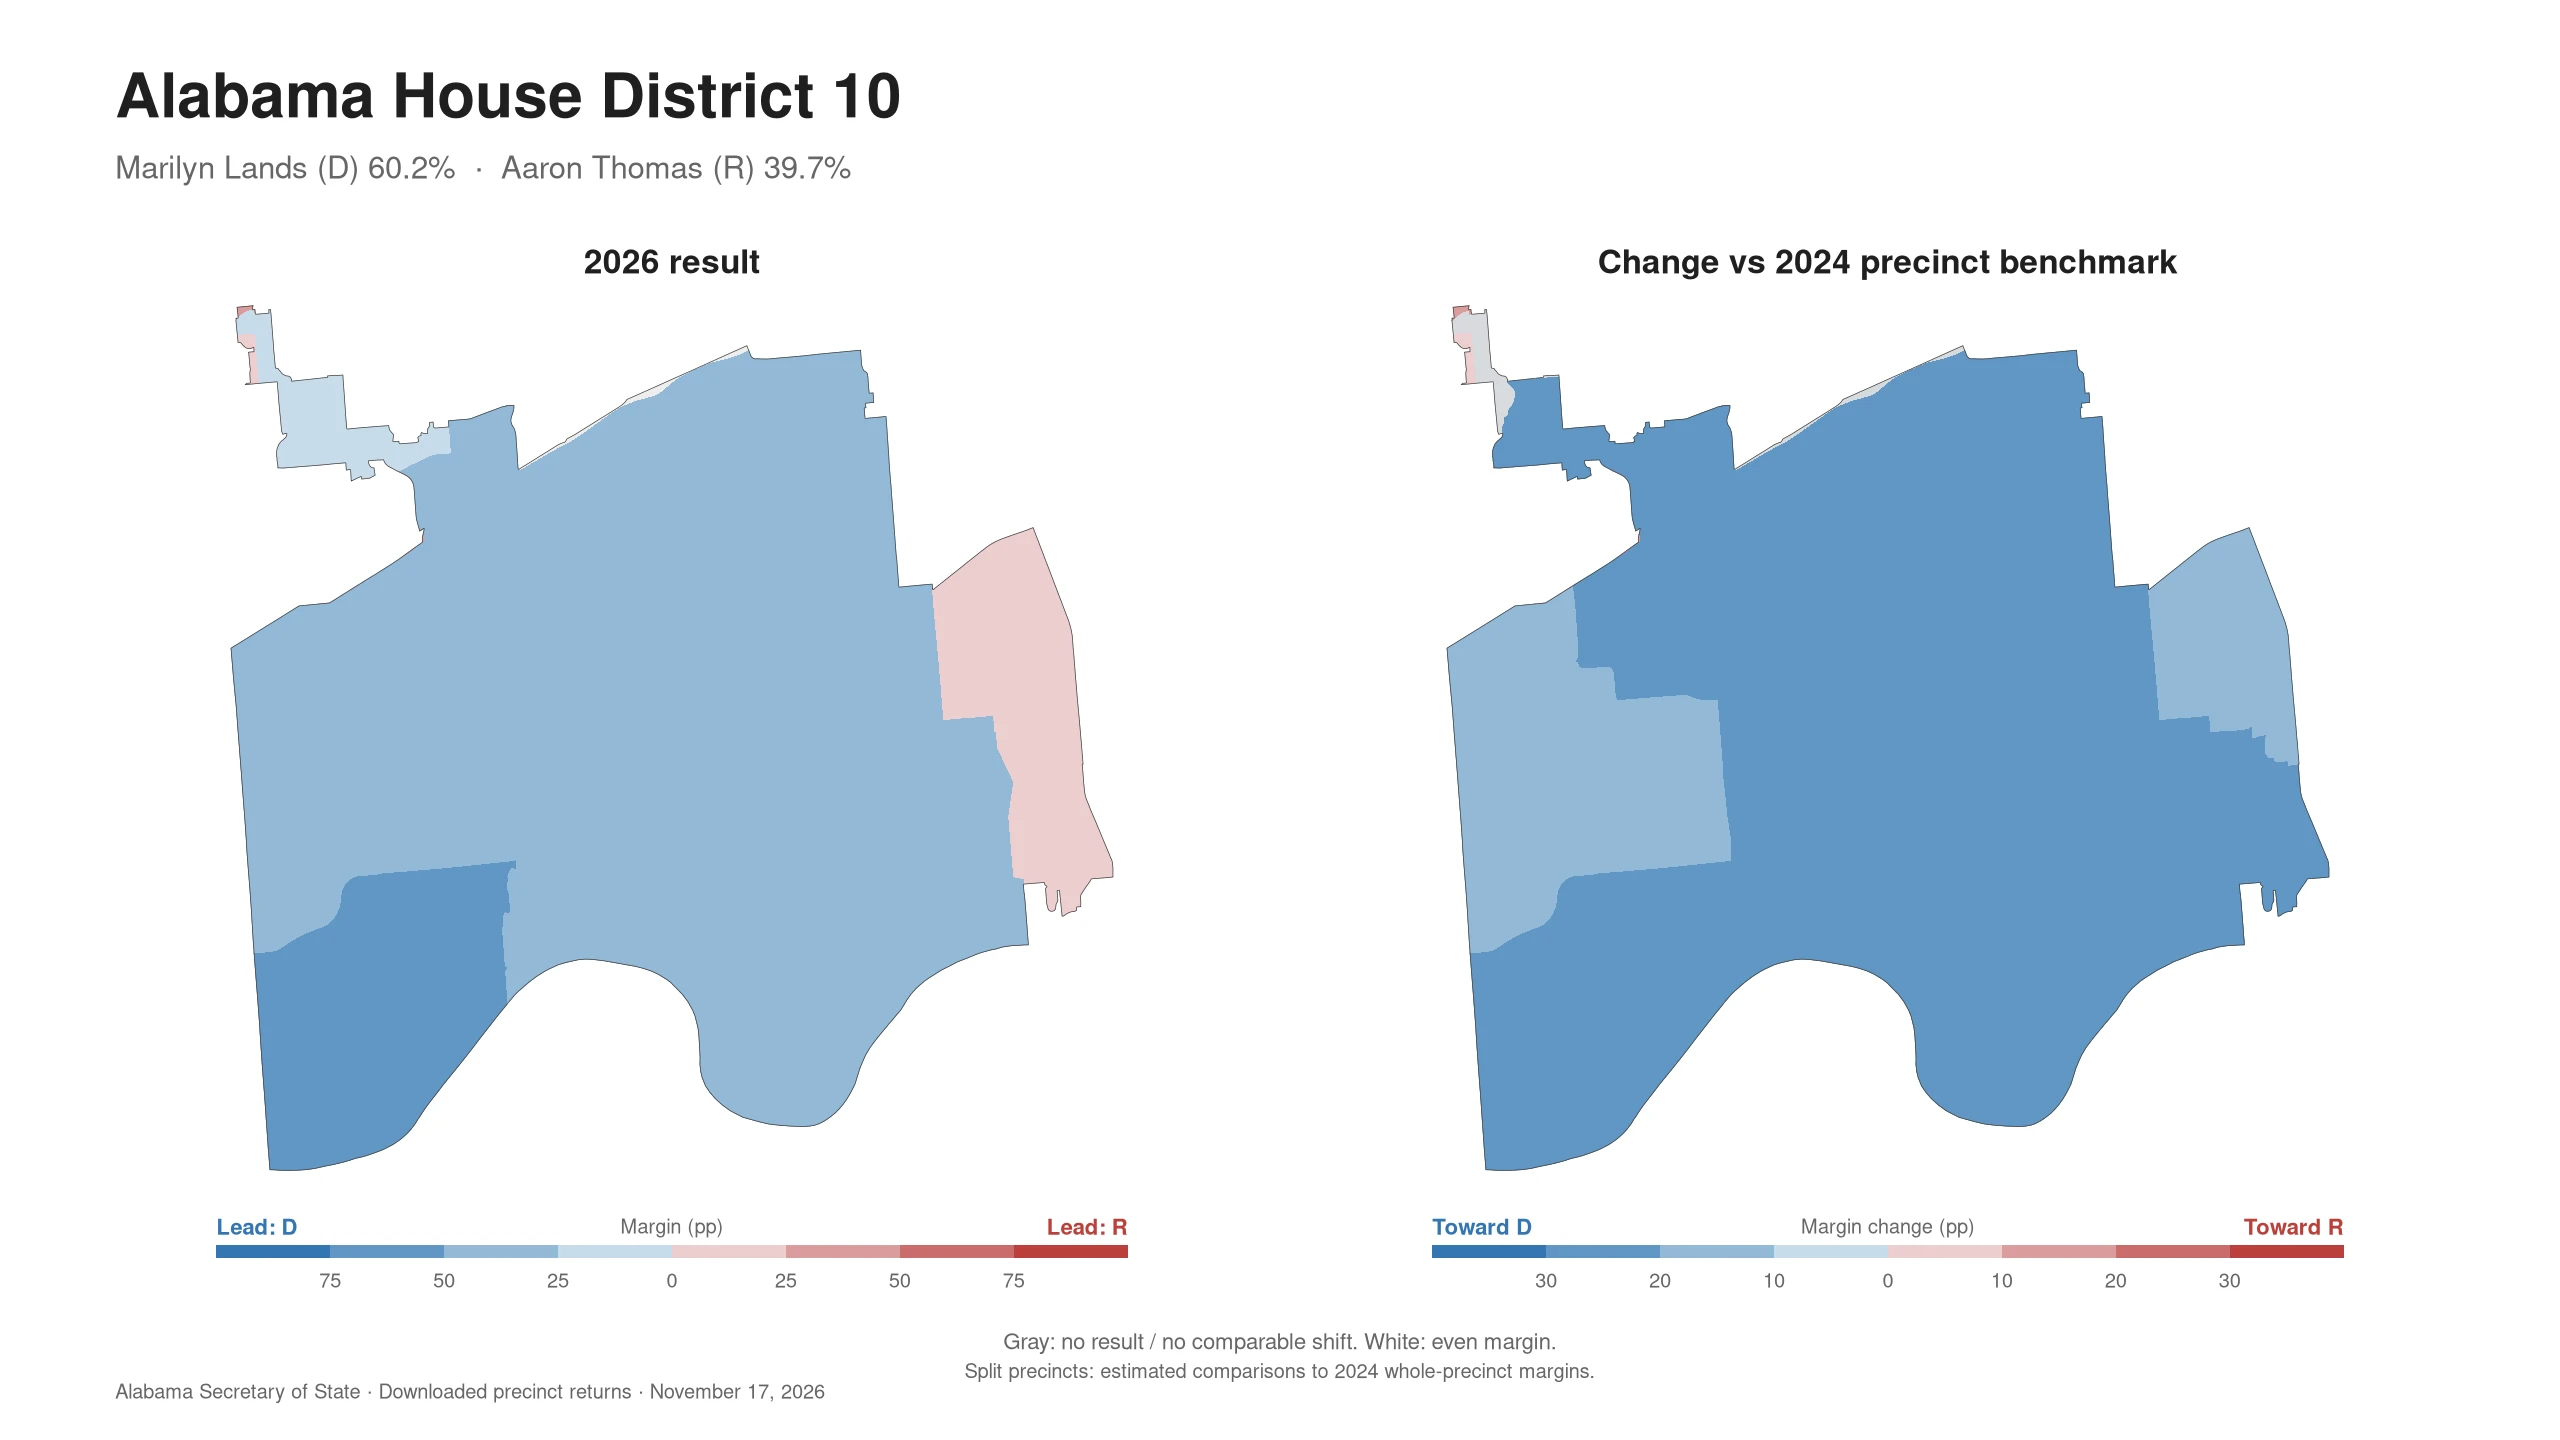 Alabama House District 10
Marilyn Lands (D) 60.2% · Aaron Thomas (R) 39.7%
2026 result
Change vs 2024 precinct benchmark
Lead: D Margin (pp) Lead: R
75 50 25 0 25 50 75
Toward D Margin change (pp) Toward R
30 20 10 0 10 20 30
Gray: no result / no comparable shift. White: even margin.
Split precincts: estimated comparisons to 2024 whole-precinct margins.
Alabama Secretary of State · Downloaded precinct returns · November 17, 2026